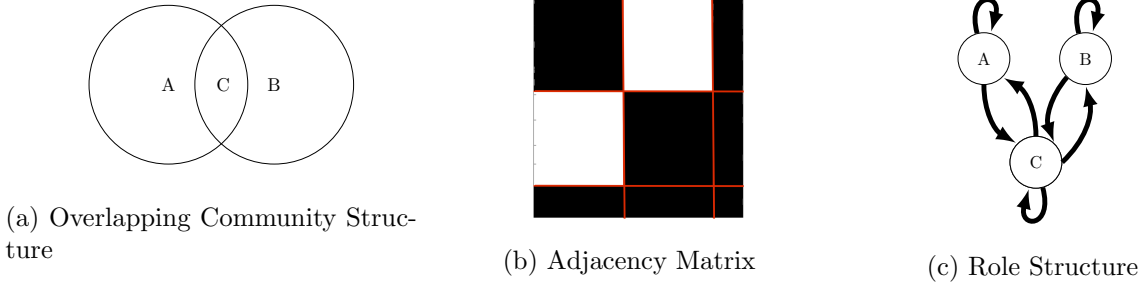 A C B
(a) Overlapping Community Struc-
ture
(b) Adjacency Matrix
A B
C
(c) Role Structure